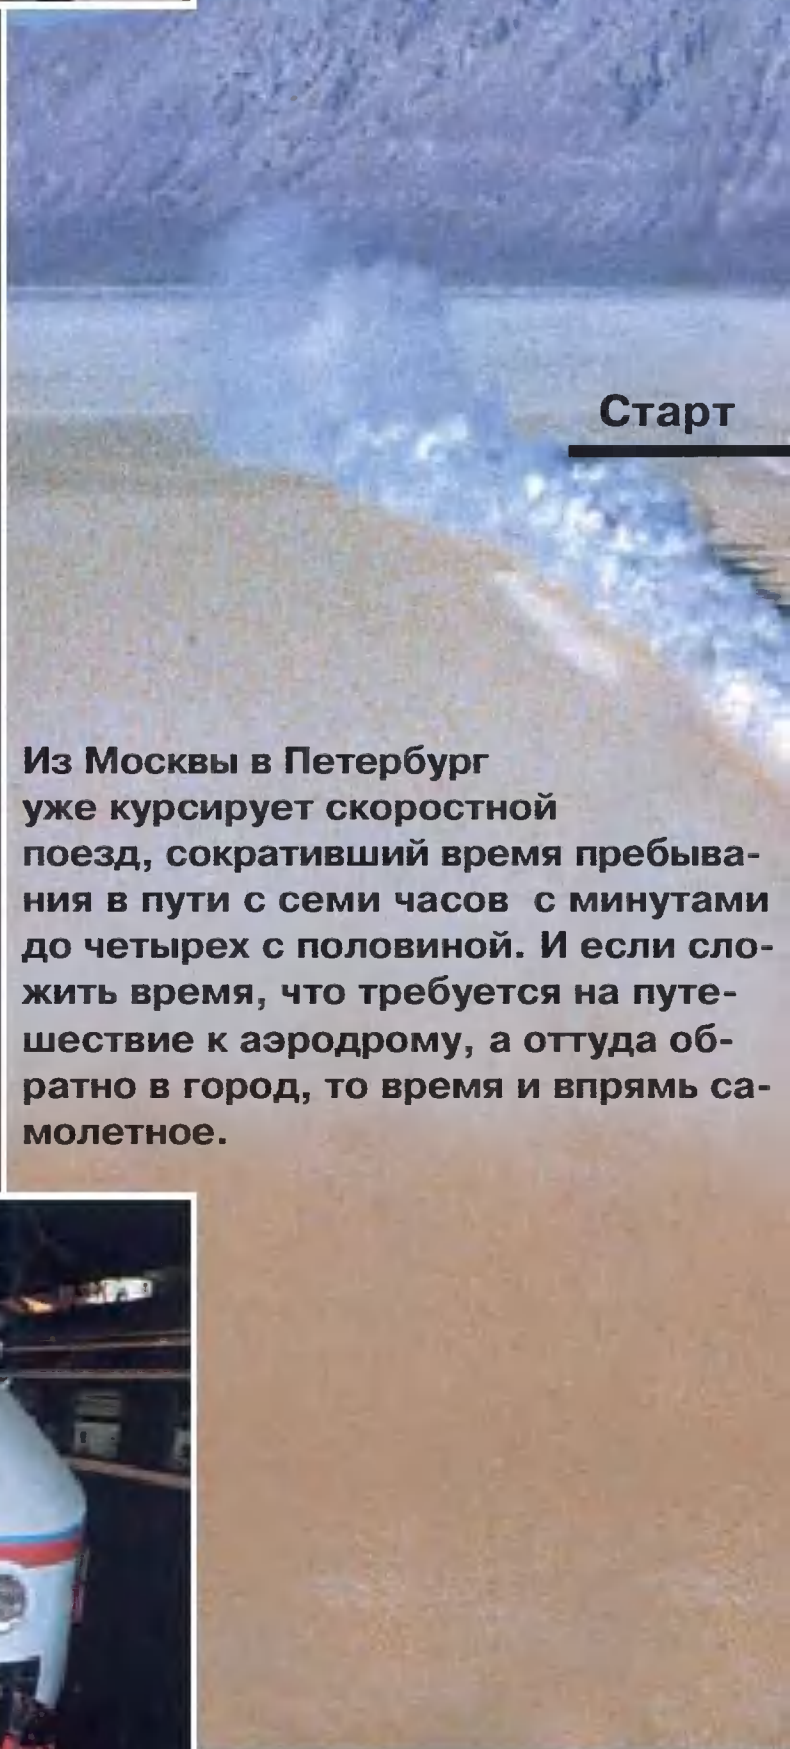 Старт
Из Москвы в Петербург
уже курсирует скоростной
поезд, сокративший время пребыва-
ния в пути с семи часов с минутами
до четырех с половиной. И если сло-
жить время, что требуется на путе-
шествие к аэродрому, а оттуда об-
ратно в город, то время и впрямь са-
молетное.